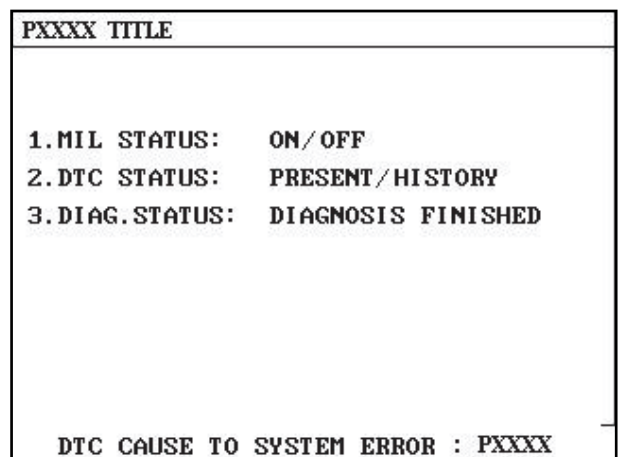 PXXXX TITLE
1.MIL STATUS: ON/OFF
2.DTC STATUS: PRESENT/HISTORY
3.DIAG.STATUS: DIAGNOSIS FINISHED
DTC CAUSE TO SYSTEM ERROR : PXXXX